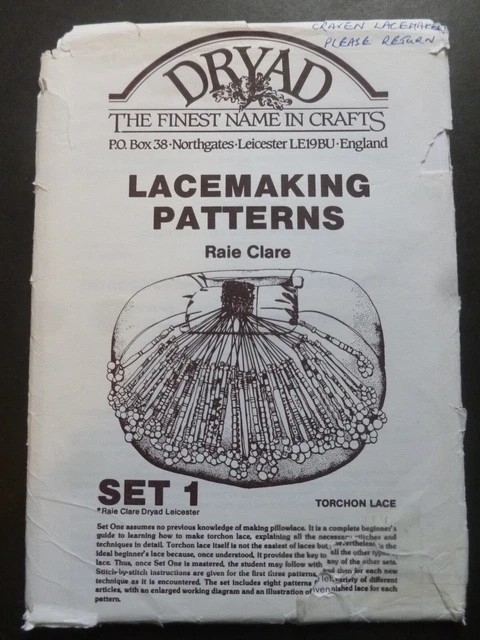 CRAVEN LACEMAKERS
PLEASE RETURN
DRYAD
THE FINEST NAME IN CRAFTS
P.O. Box 38·Northgates·Leicester LE19BU·England
LACEMAKING
PATTERNS
Raie Clare
SET 1
*Raie Clare Dryad Leicester
TORCHON LACE
Set One assumes no previous knowledge of making pillowlace. It is a complete beginner's
guide to learning how to make torchon lace, explaining all the necessary stitches and
techniques in detail. Torchon lace itself is not the easiest of laces but, nevertheless, is the
ideal beginner's lace because, once understood, it provides the key to all the other types
lace. Thus, once Set One is mastered, the student may follow with any of the other sets.
Stitch-by-stitch instructions are given for the first three patterns, and then for each new
technique as it is encountered. The set includes eight patterns variety of different
articles, with an enlarged working diagram and an illustration of nished lace for each
pattern.